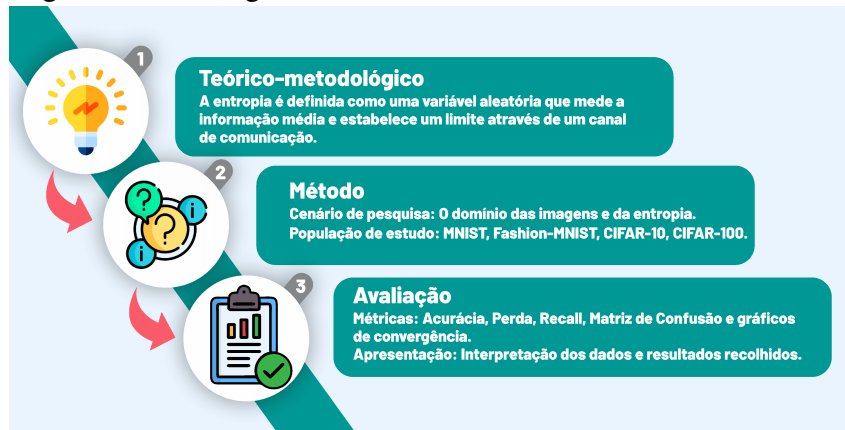 1
Teórico-metodológico
A entropia é definida como uma variável aleatória que mede a
informação média e estabelece um limite através de um canal
de comunicação.
2
Método
Cenário de pesquisa: O domínio das imagens e da entropia.
População de estudo: MNIST, Fashion-MNIST, CIFAR-10, CIFAR-100.
3
Avaliação
Métricas: Acurácia, Perda, Recall, Matriz de Confusão e gráficos
de convergência.
Apresentação: Interpretação dos dados e resultados recolhidos.